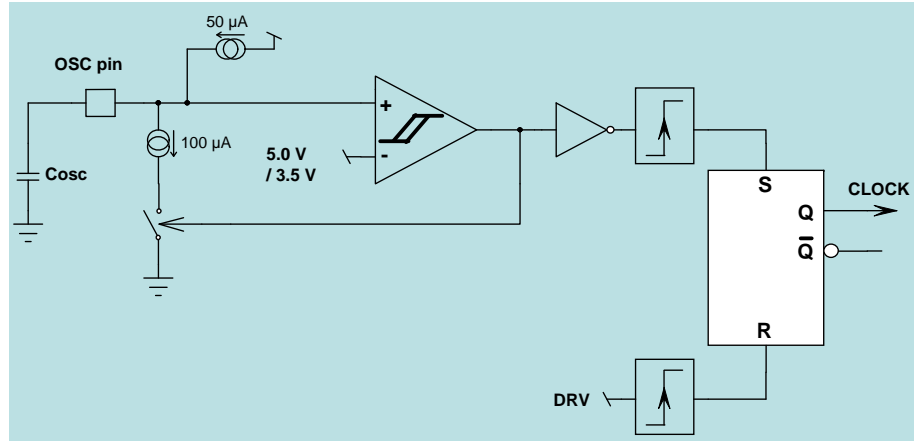 50 µA
OSC pin
100 µA
Cosc
5.0 V
/ 3.5 V
+
-
S
Q
CLOCK
Q̅
R
DRV